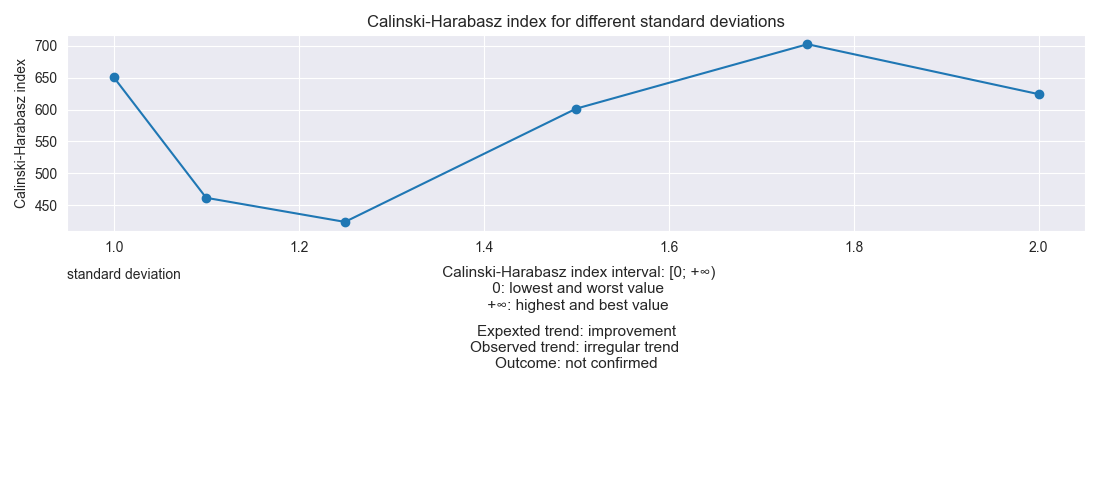 Calinski-Harabasz index for different standard deviations
Calinski-Harabasz index
700
650
600
550
500
450
1.0 1.2 1.4 1.6 1.8 2.0
standard deviation
Calinski-Harabasz index interval: [0; +∞)
0: lowest and worst value
+∞: highest and best value
Expexted trend: improvement
Observed trend: irregular trend
Outcome: not confirmed